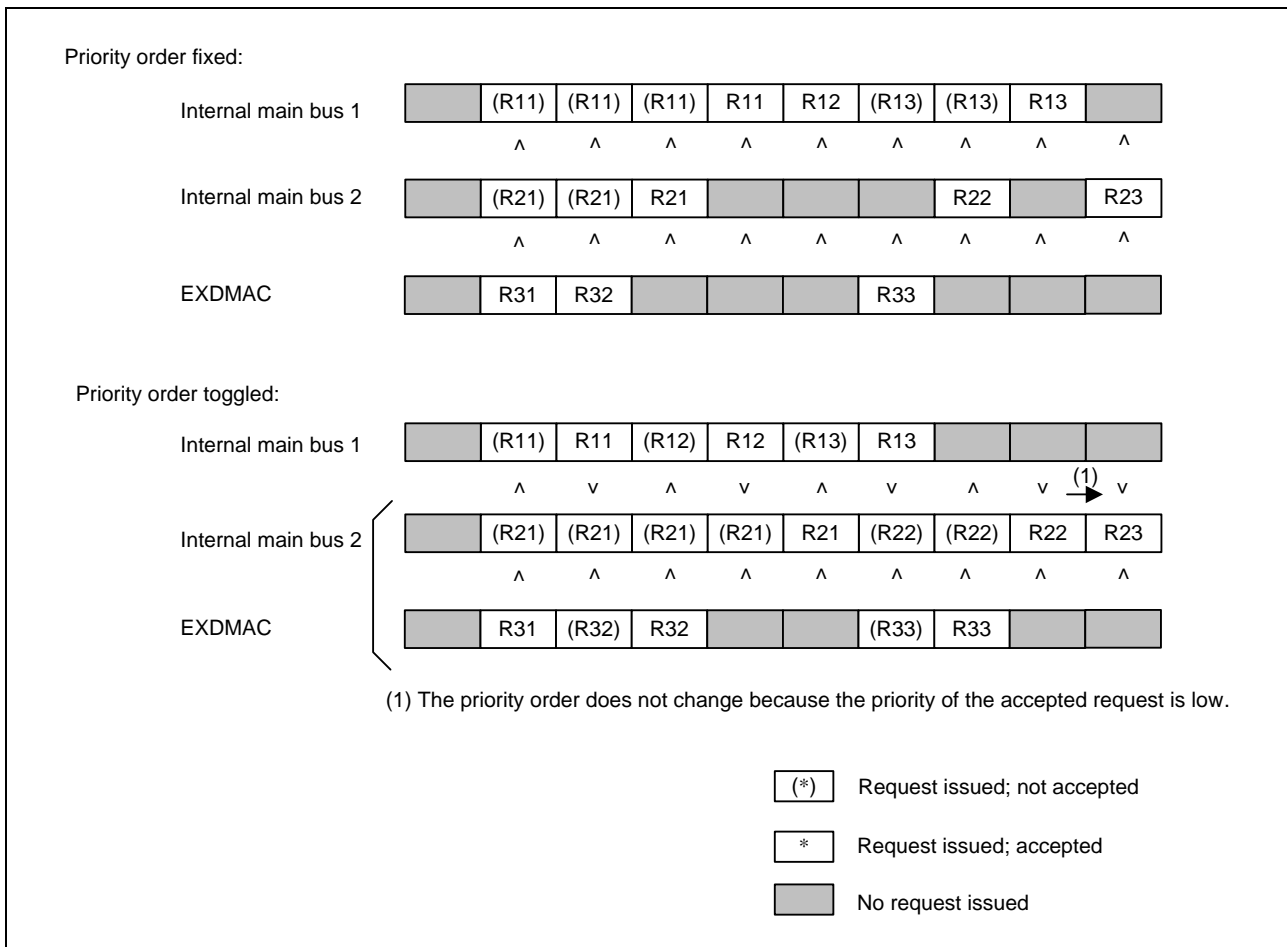 Priority order fixed:
Internal main bus 1 (R11) (R11) (R11) R11 R12 (R13) (R13) R13
^ ^ ^ ^ ^ ^ ^ ^ ^
Internal main bus 2 (R21) (R21) R21 R22 R23
^ ^ ^ ^ ^ ^ ^ ^ ^
EXDMAC R31 R32 R33
Priority order toggled:
Internal main bus 1 (R11) R11 (R12) R12 (R13) R13
^ v ^ v ^ v ^ v (1) v
Internal main bus 2 (R21) (R21) (R21) (R21) R21 (R22) (R22) R22 R23
^ ^ ^ ^ ^ ^ ^ ^ ^
EXDMAC R31 (R32) R32 (R33) R33
(1) The priority order does not change because the priority of the accepted request is low.
(*) Request issued; not accepted
* Request issued; accepted
No request issued